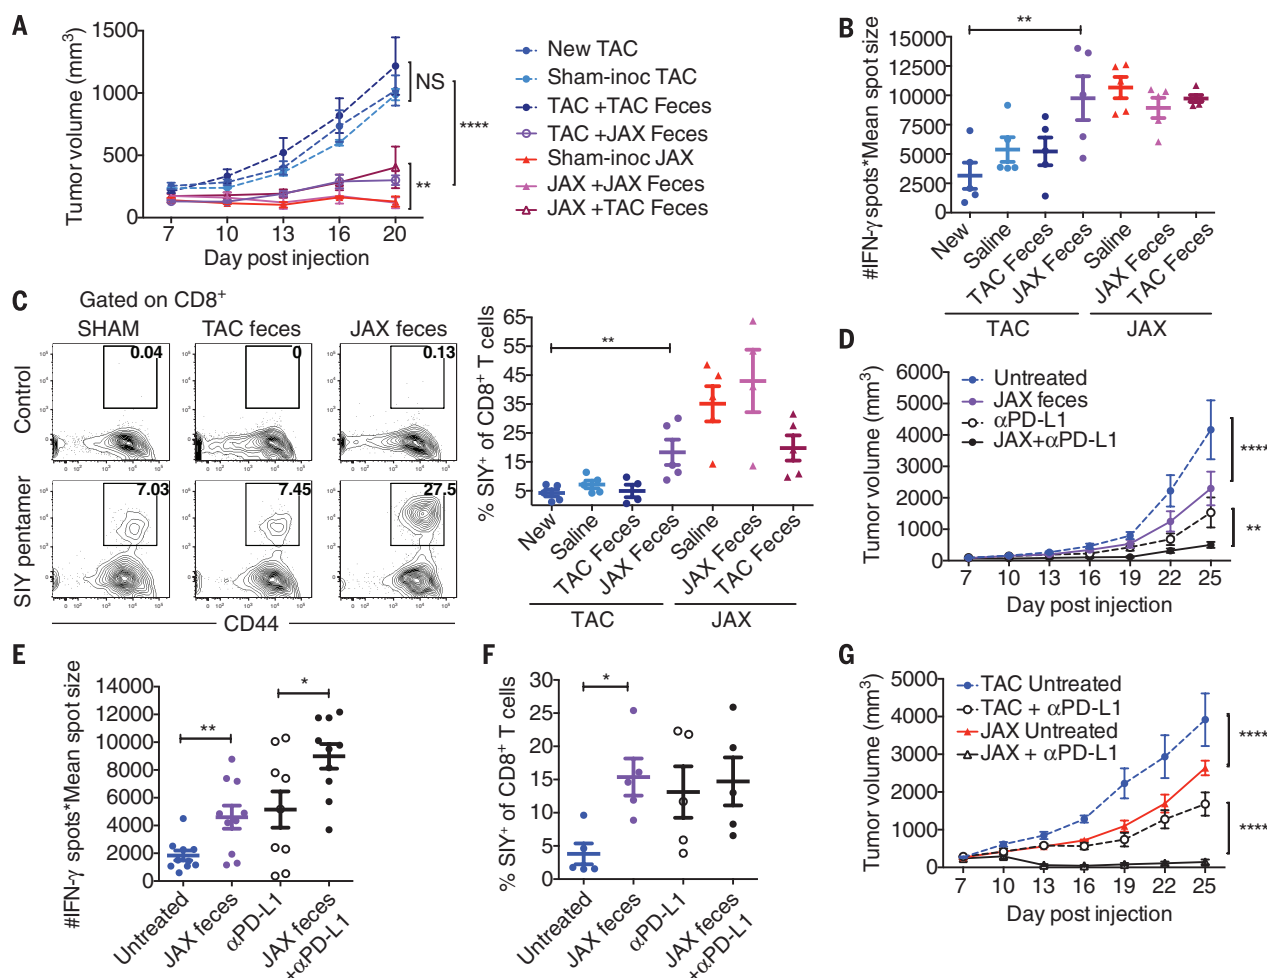 A
Tumor volume (mm³)
1500
1000
500
0
7 10 13 16 20
Day post injection
NS
****
**
New TAC
Sham-inoc TAC
TAC +TAC Feces
TAC +JAX Feces
Sham-inoc JAX
JAX +JAX Feces
JAX +TAC Feces
B
#IFN-γ spots*Mean spot size
15000
12500
10000
7500
5000
2500
0
**
New
Saline
TAC Feces
JAX Feces
Saline
JAX Feces
TAC Feces
TAC
JAX
C
Gated on CD8⁺
SHAM
TAC feces
JAX feces
Control
0.04
0
0.13
SIY pentamer
7.03
7.45
27.5
CD44
% SIY⁺ of CD8⁺ T cells
65
55
45
35
25
15
5
**
New
Saline
TAC Feces
JAX Feces
Saline
JAX Feces
TAC Feces
TAC
JAX
D
Tumor volume (mm³)
6000
5000
4000
3000
2000
1000
0
7 10 13 16 19 22 25
Day post injection
Untreated
JAX feces
αPD-L1
JAX+αPD-L1
****
**
E
#IFN-γ spots*Mean spot size
14000
12000
10000
8000
6000
4000
2000
0
**
*
Untreated
JAX feces
αPD-L1
JAX feces
+αPD-L1
F
% SIY⁺ of CD8⁺ T cells
30
25
20
15
10
5
0
*
Untreated
JAX feces
αPD-L1
JAX feces
+αPD-L1
G
Tumor volume (mm³)
5000
4000
3000
2000
1000
0
7 10 13 16 19 22 25
Day post injection
TAC Untreated
TAC + αPD-L1
JAX Untreated
JAX + αPD-L1
****
****